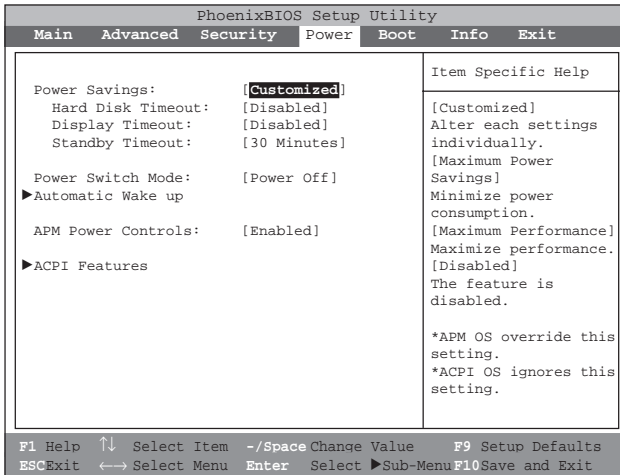 PhoenixBIOS Setup Utility
Main Advanced Security Power Boot Info Exit
Power Savings: [Customized]
Hard Disk Timeout: [Disabled]
Display Timeout: [Disabled]
Standby Timeout: [30 Minutes]
Power Switch Mode: [Power Off]
▶Automatic Wake up
APM Power Controls: [Enabled]
▶ACPI Features
Item Specific Help
[Customized]
Alter each settings
individually.
[Maximum Power
Savings]
Minimize power
consumption.
[Maximum Performance]
Maximize performance.
[Disabled]
The feature is
disabled.
*APM OS override this
setting.
*ACPI OS ignores this
setting.
F1 Help ↑↓ Select Item -/Space Change Value F9 Setup Defaults
ESCExit ←→ Select Menu Enter Select ▶Sub-Menu F10Save and Exit